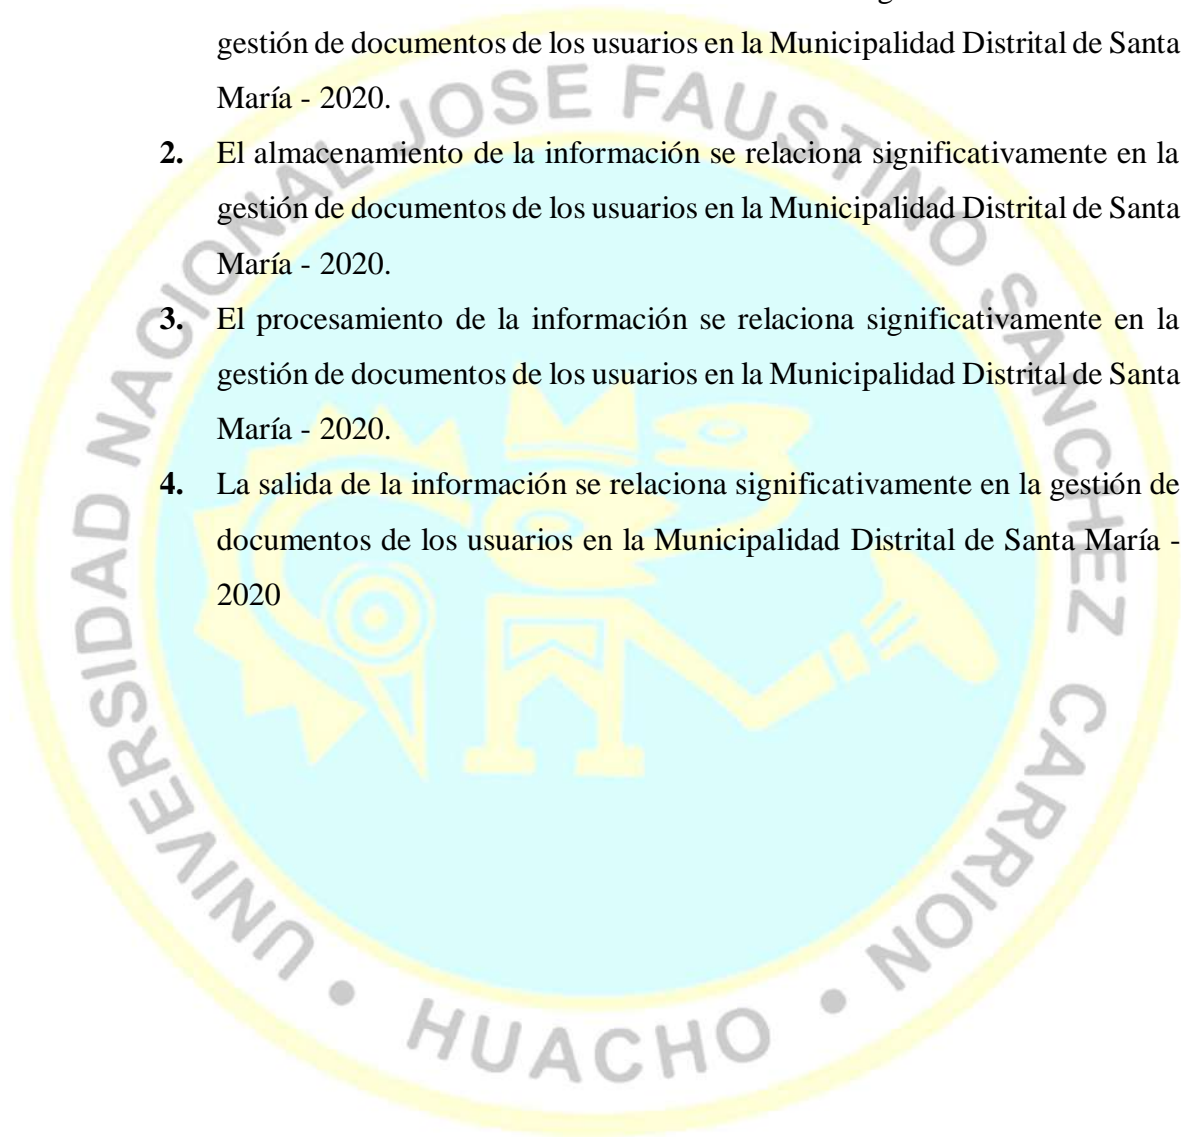 gestión de documentos de los usuarios en la Municipalidad Distrital de Santa
María - 2020.
2. El almacenamiento de la información se relaciona significativamente en la
gestión de documentos de los usuarios en la Municipalidad Distrital de Santa
María - 2020.
3. El procesamiento de la información se relaciona significativamente en la
gestión de documentos de los usuarios en la Municipalidad Distrital de Santa
María - 2020.
4. La salida de la información se relaciona significativamente en la gestión de
documentos de los usuarios en la Municipalidad Distrital de Santa María -
2020
UNIVERSIDAD NACIONAL JOSE FAUSTINO SANCHEZ CARRION
• HUACHO •